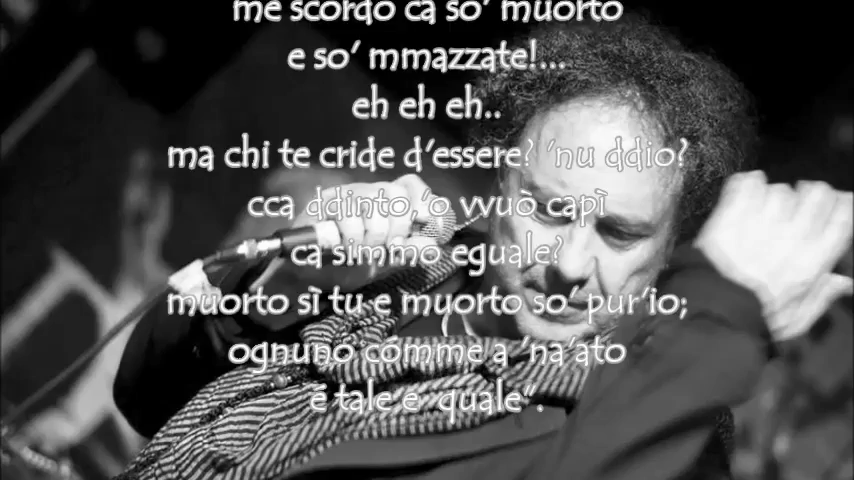 me scordo ca so' muorto
e so' mmazzate!...
eh eh eh..
ma chi te cride d'essere? 'nu ddio?
cca ddinto,'o vvuò capì
ca simmo eguale?
muorto sì tu e muorto so' pur'io;
ognuno comme a 'na'ato
é tale e 'quale".